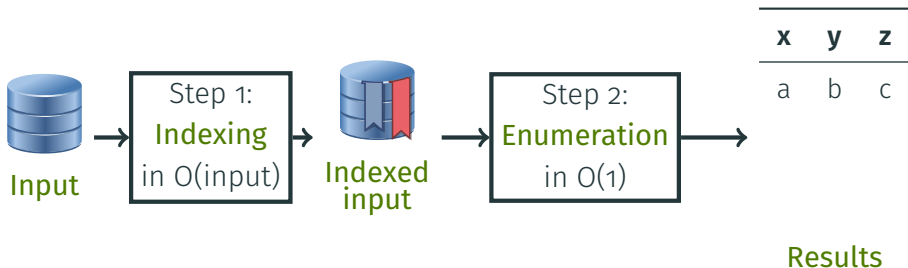 Input
Step 1:
Indexing
in O(input)
Indexed
input
Step 2:
Enumeration
in O(1)
x y z
a b c
Results